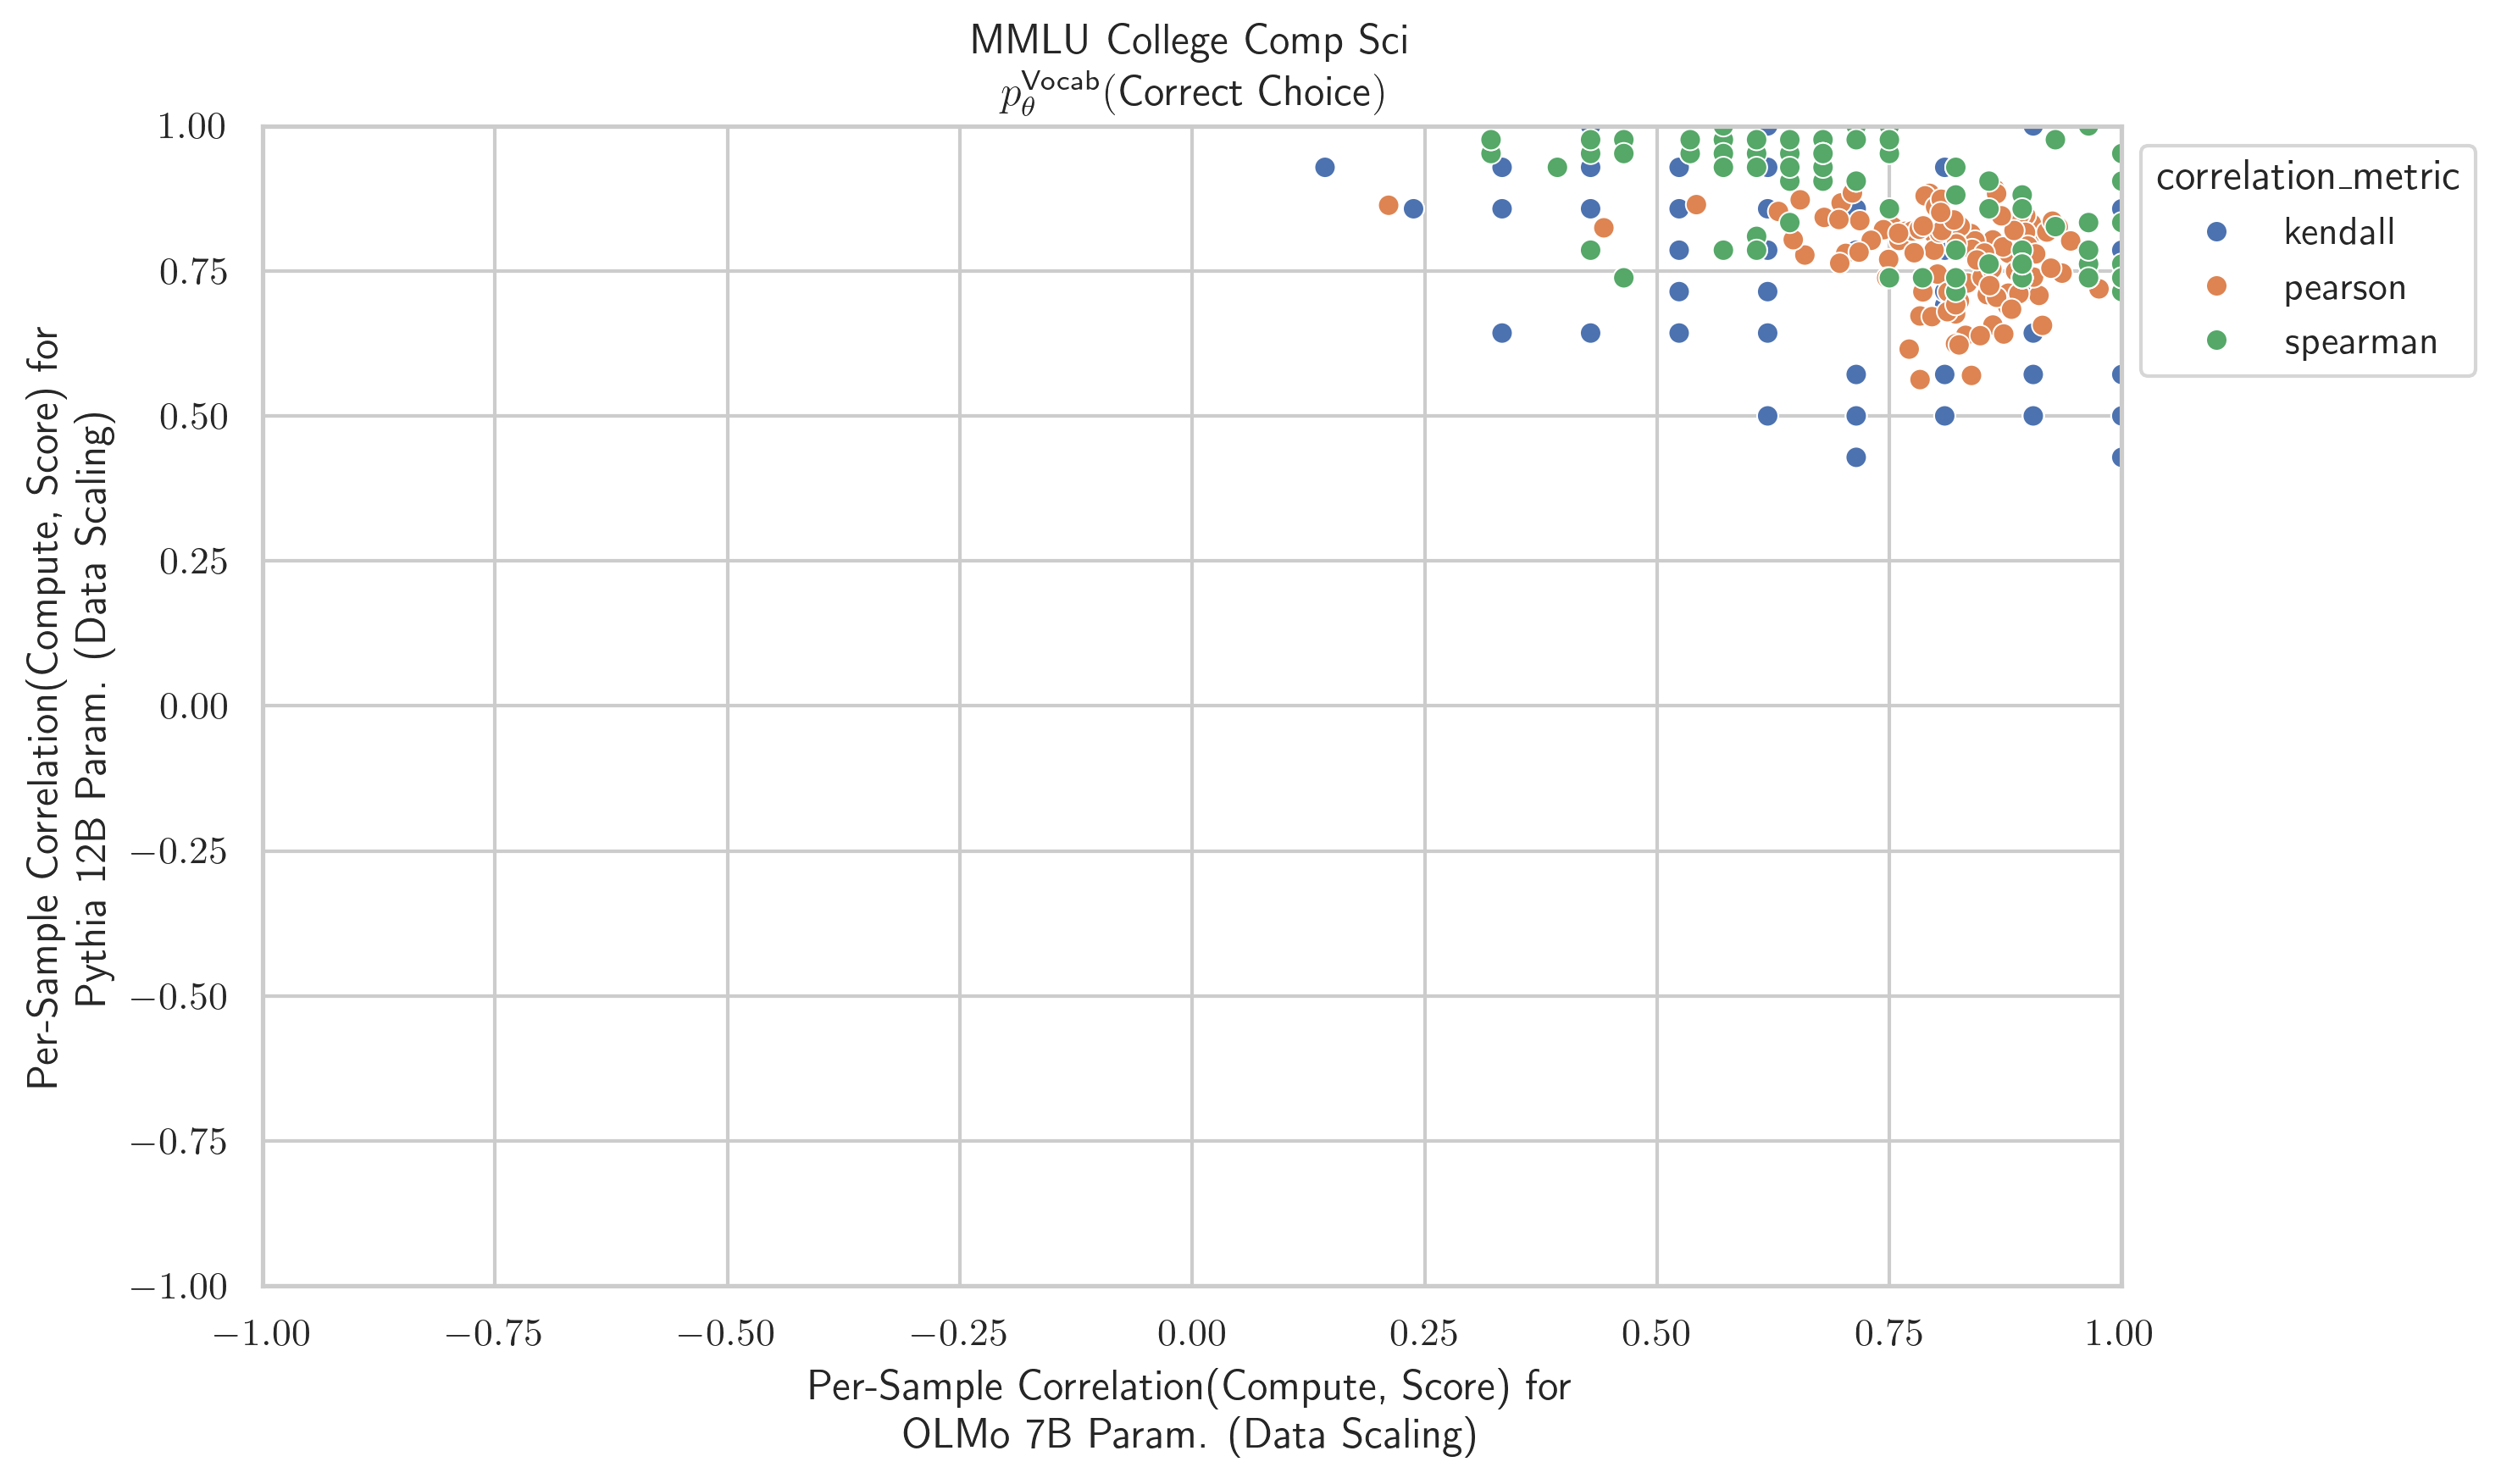 MMLU College Comp Sci
$p_{\theta}^{\text{Vocab}}$(Correct Choice)
1.00
0.75
0.50
0.25
0.00
−0.25
−0.50
−0.75
−1.00
Per-Sample Correlation(Compute, Score) for
Pythia 12B Param. (Data Scaling)
−1.00 −0.75 −0.50 −0.25 0.00 0.25 0.50 0.75 1.00
Per-Sample Correlation(Compute, Score) for
OLMo 7B Param. (Data Scaling)
correlation_metric
kendall
pearson
spearman